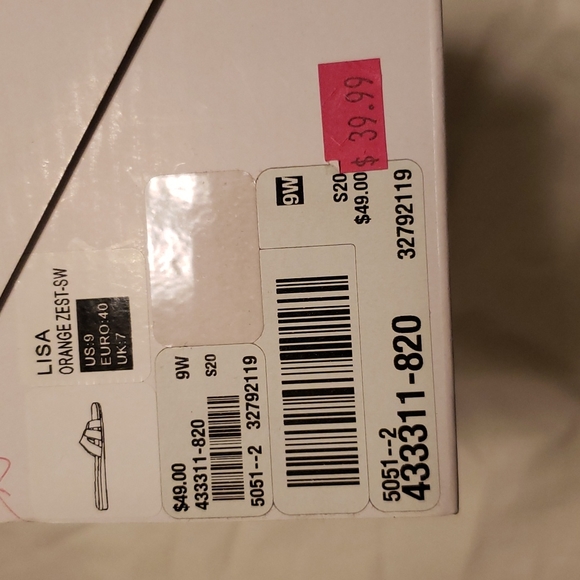 $ 39.99
LISA
ORANGE ZEST-SW
US:9
EURO:40
UK:7
$49.00 9W
433311-820 S20
5051--2 32792119
9W
S20
$49.00
5051--2 32792119
433311-820